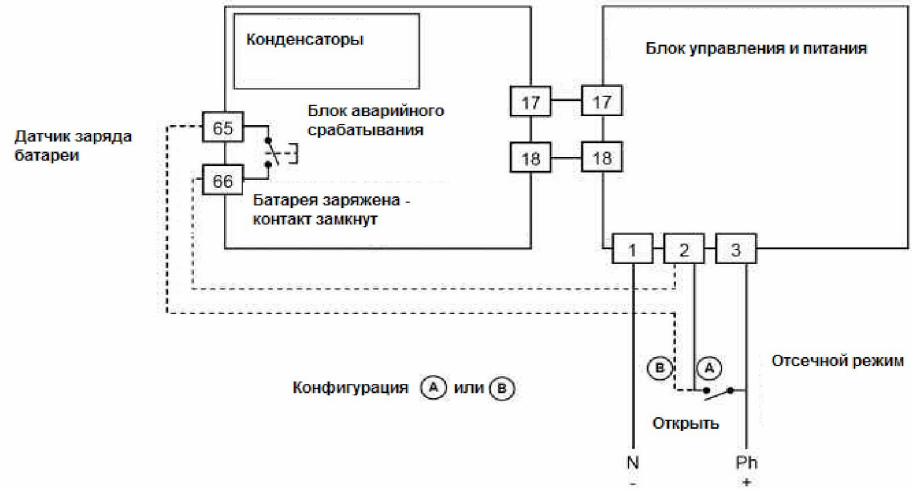 Конденсаторы
Блок управления и питания
17
17
Блок аварийного
срабатывания
65
Датчик заряда
батареи
18
18
66
Батарея заряжена -
контакт замкнут
1
2
3
B
A
Отсечной режим
Конфигурация A или B
Открыть
N
Ph
-
+